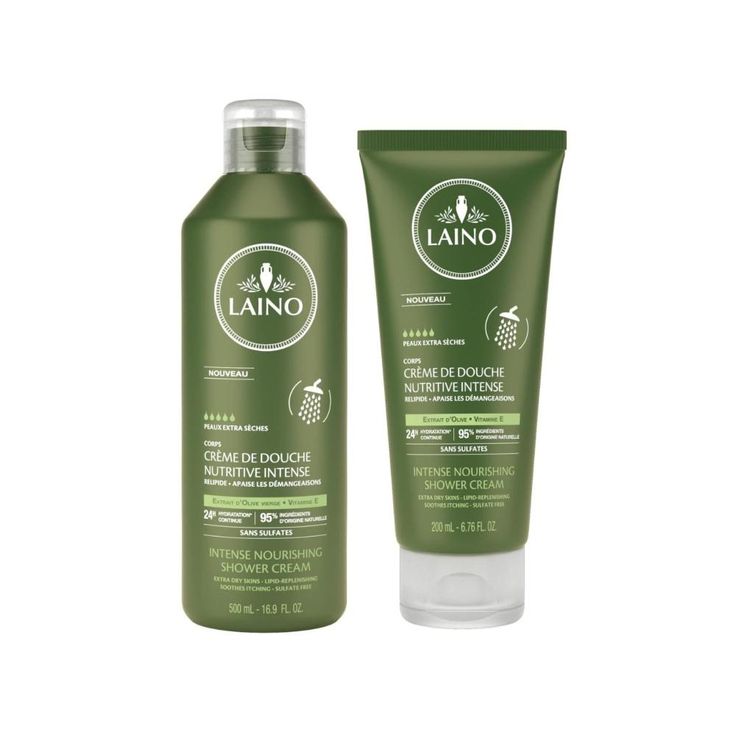 LAINO
NOUVEAU
PEAUX EXTRA SÈCHES
CORPS
CRÈME DE DOUCHE
NUTRITIVE INTENSE
RELIPIDE • APAISE LES DÉMANGEAISONS
EXTRAIT D'OLIVE VIERGE • VITAMINE E
24H HYDRATATION* CONTINUE 95% INGRÉDIENTS D'ORIGINE NATURELLE
SANS SULFATES
INTENSE NOURISHING
SHOWER CREAM
EXTRA DRY SKINS - LIPID-REPLENISHING
SOOTHES ITCHING - SULFATE FREE
500 mL - 16.9 FL. OZ.
LAINO
NOUVEAU
PEAUX EXTRA SÈCHES
CORPS
CRÈME DE DOUCHE
NUTRITIVE INTENSE
RELIPIDE • APAISE LES DÉMANGEAISONS
EXTRAIT D'OLIVE • VITAMINE E
24H HYDRATATION* CONTINUE 95% INGRÉDIENTS D'ORIGINE NATURELLE
SANS SULFATES
INTENSE NOURISHING
SHOWER CREAM
EXTRA DRY SKINS - LIPID-REPLENISHING
SOOTHES ITCHING - SULFATE FREE
200 mL - 6.76 FL. OZ.